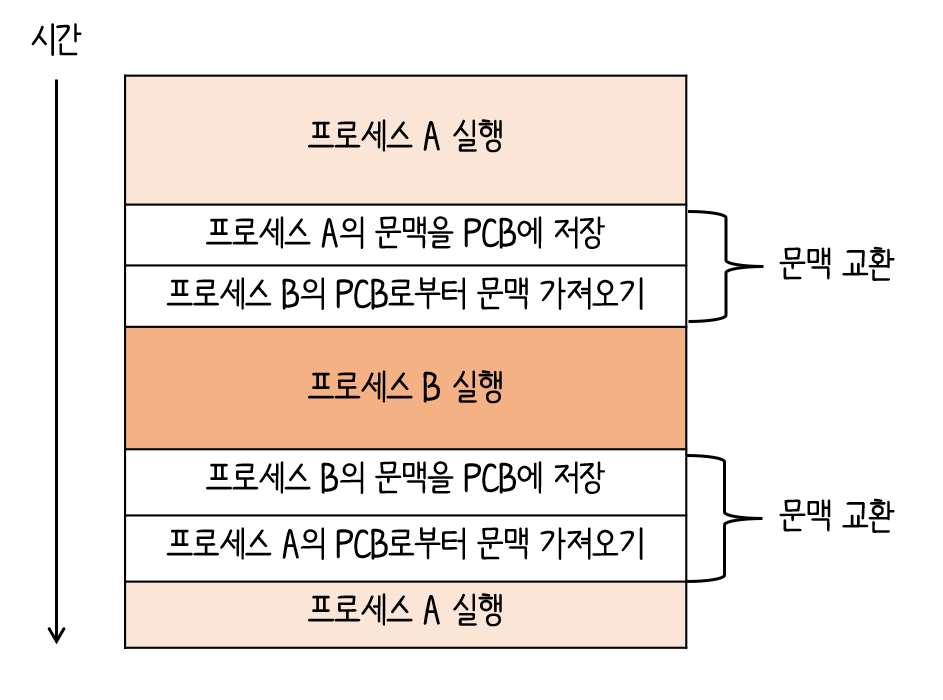 시간
프로세스 A 실행
프로세스 A의 문맥을 PCB에 저장
프로세스 B의 PCB로부터 문맥 가져오기
문맥 교환
프로세스 B 실행
프로세스 B의 문맥을 PCB에 저장
프로세스 A의 PCB로부터 문맥 가져오기
문맥 교환
프로세스 A 실행